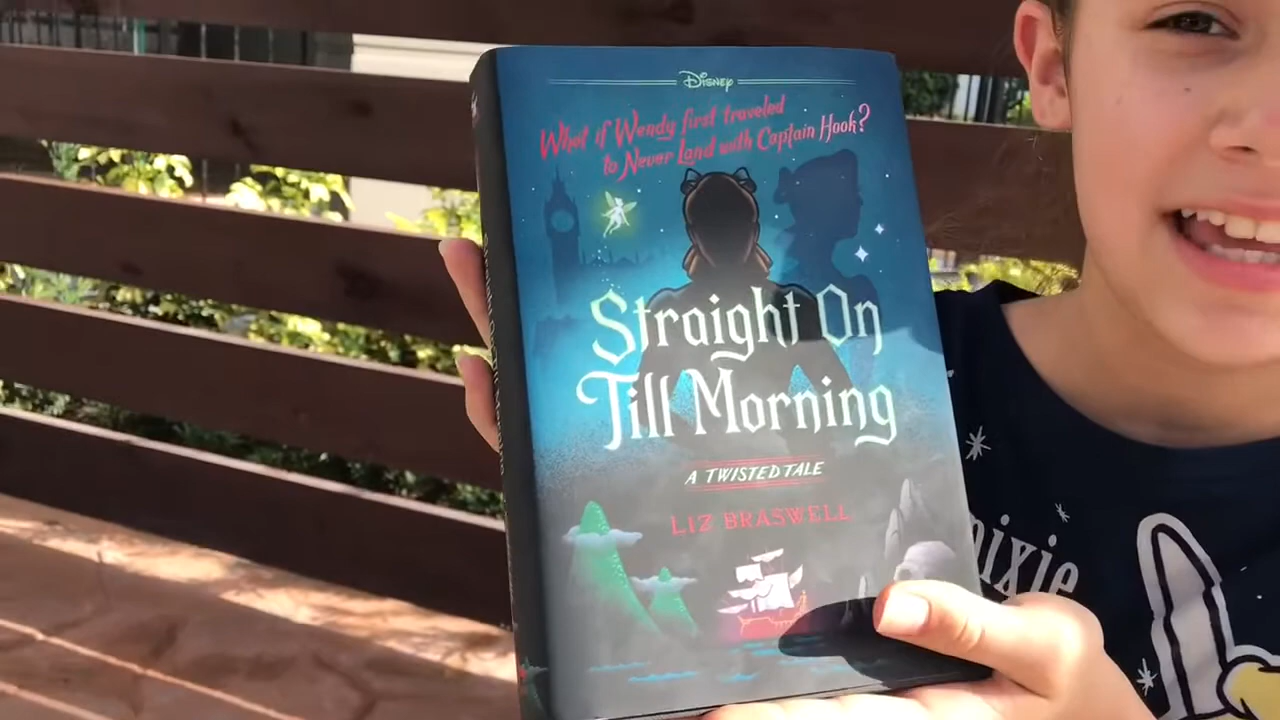 Disney
What if Wendy first traveled
to Never Land with Captain Hook?
Straight On
Till Morning
A TWISTED TALE
LIZ BRASWELL